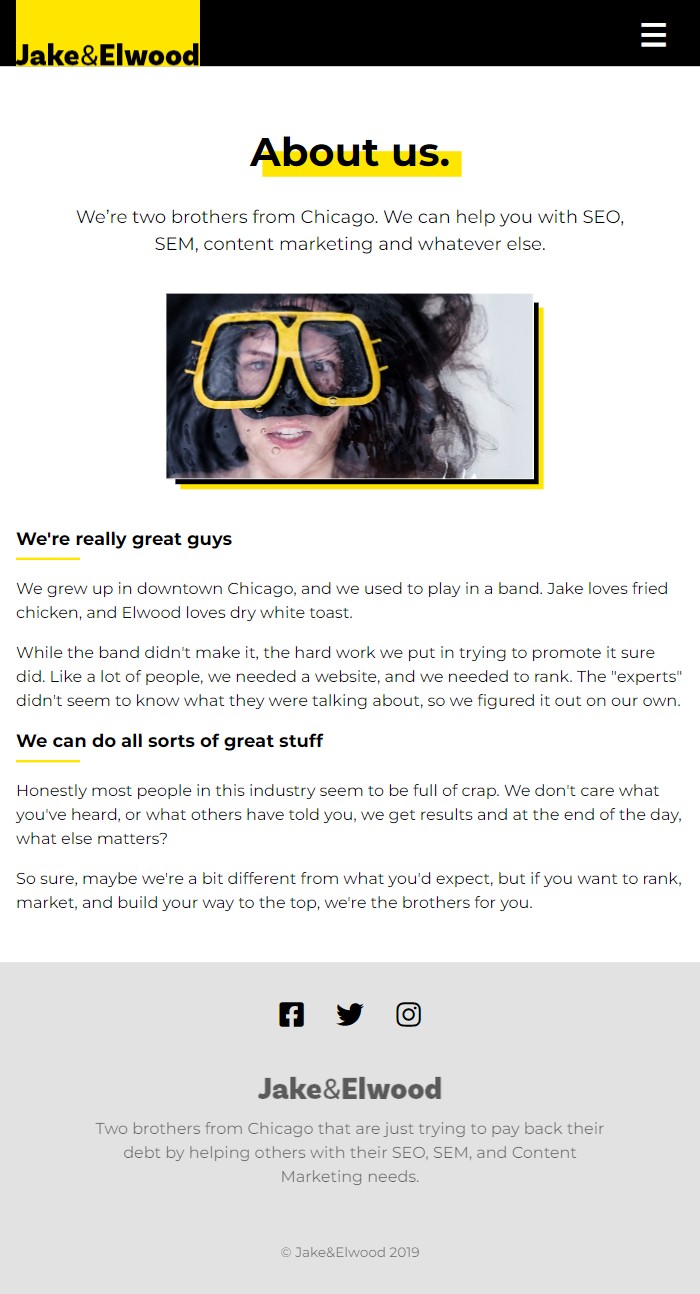 Jake&Elwood
About us.
We’re two brothers from Chicago. We can help you with SEO,
SEM, content marketing and whatever else.
We're really great guys
We grew up in downtown Chicago, and we used to play in a band. Jake loves fried
chicken, and Elwood loves dry white toast.
While the band didn't make it, the hard work we put in trying to promote it sure
did. Like a lot of people, we needed a website, and we needed to rank. The "experts"
didn't seem to know what they were talking about, so we figured it out on our own.
We can do all sorts of great stuff
Honestly most people in this industry seem to be full of crap. We don't care what
you've heard, or what others have told you, we get results and at the end of the day,
what else matters?
So sure, maybe we're a bit different from what you'd expect, but if you want to rank,
market, and build your way to the top, we're the brothers for you.
Jake&Elwood
Two brothers from Chicago that are just trying to pay back their
debt by helping others with their SEO, SEM, and Content
Marketing needs.
© Jake&Elwood 2019